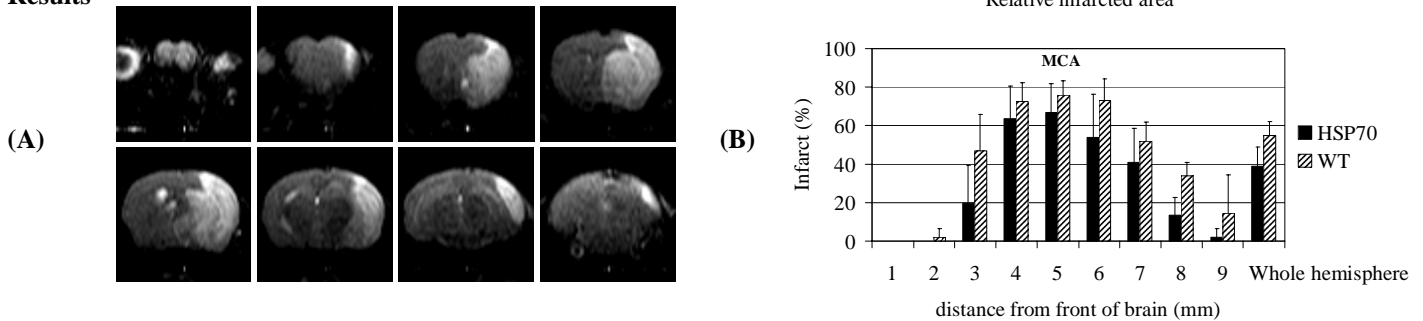 Results
Relative infarcted area
(A)
(B)
MCA
Infarct (%)
100
80
60
40
20
0
HSP70
WT
1 2 3 4 5 6 7 8 9 Whole hemisphere
distance from front of brain (mm)